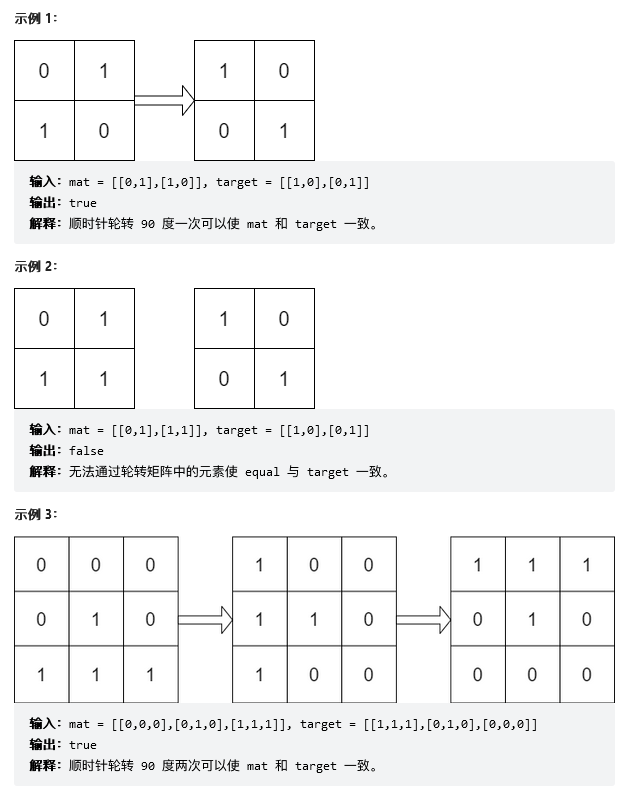 示例 1：
0 1 1 0
1 0 0 1
输入：mat = [[0,1],[1,0]], target = [[1,0],[0,1]]
输出：true
解释：顺时针轮转 90 度一次可以使 mat 和 target 一致。
示例 2：
0 1 1 0
1 1 0 1
输入：mat = [[0,1],[1,1]], target = [[1,0],[0,1]]
输出：false
解释：无法通过轮转矩阵中的元素使 equal 与 target 一致。
示例 3：
0 0 0 1 0 0 1 1 1
0 1 0 1 1 0 0 1 0
1 1 1 1 0 0 0 0 0
输入：mat = [[0,0,0],[0,1,0],[1,1,1]], target = [[1,1,1],[0,1,0],[0,0,0]]
输出：true
解释：顺时针轮转 90 度两次可以使 mat 和 target 一致。